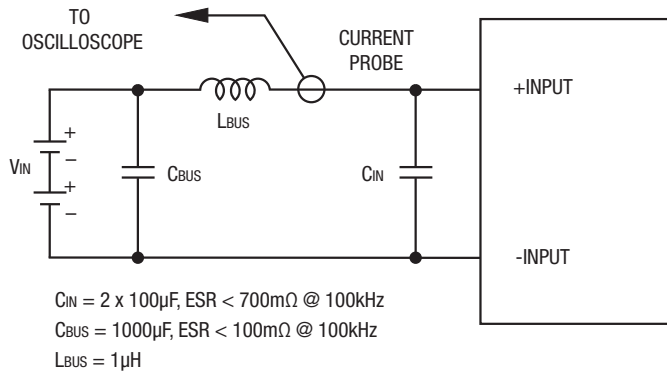 TO
OSCILLOSCOPE
CURRENT
PROBE
+INPUT
LBUS
+
VIN
−
+
−
CBUS
CIN
-INPUT
CIN = 2 x 100µF, ESR < 700mΩ @ 100kHz
CBUS = 1000µF, ESR < 100mΩ @ 100kHz
LBUS = 1µH